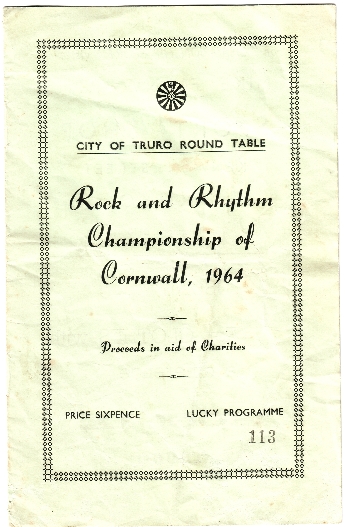 CITY OF TRURO ROUND TABLE
Rock and Rhythm
Championship of
Cornwall, 1964
Proceeds in aid of Charities
PRICE SIXPENCE LUCKY PROGRAMME
113